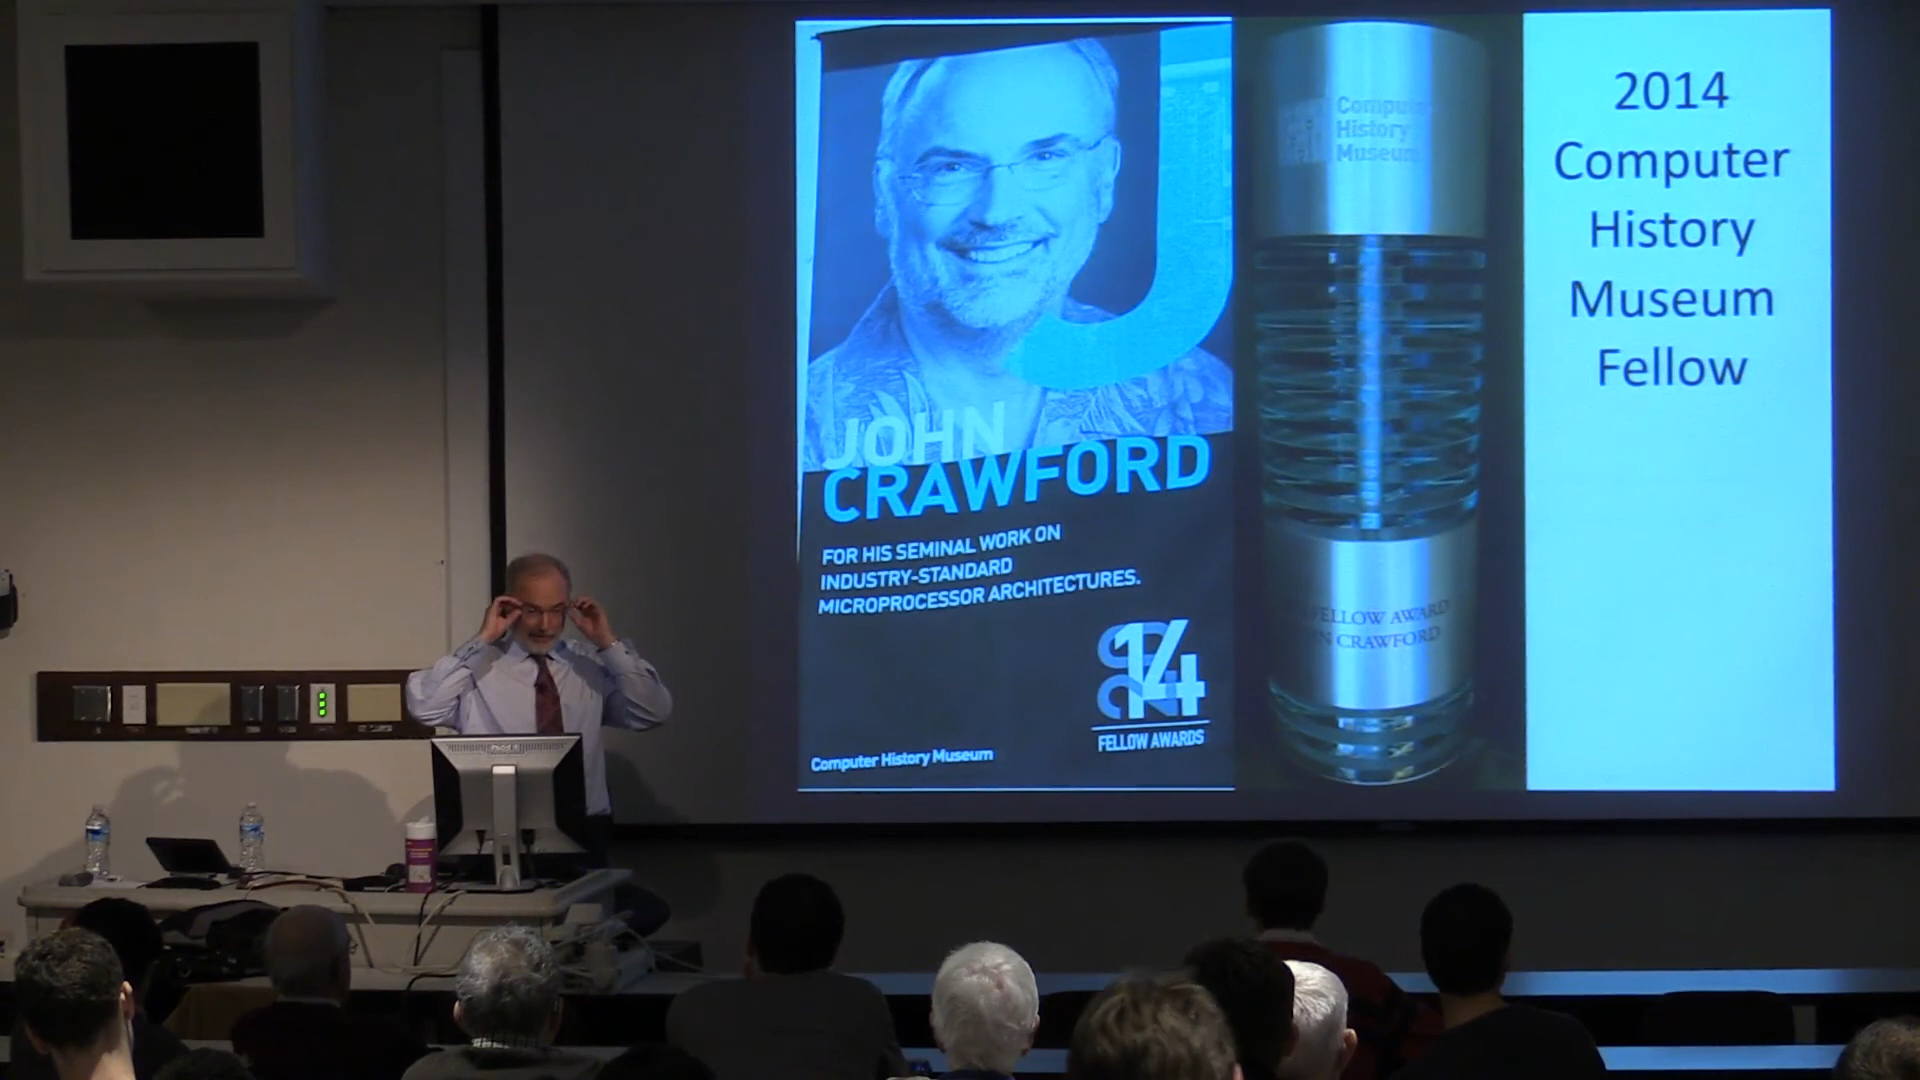 JOHN
CRAWFORD
FOR HIS SEMINAL WORK ON
INDUSTRY-STANDARD
MICROPROCESSOR ARCHITECTURES.
14
FELLOW AWARDS
Computer History Museum
Computer
History
Museum
FELLOW AWARD
CRAWFORD
2014
Computer
History
Museum
Fellow